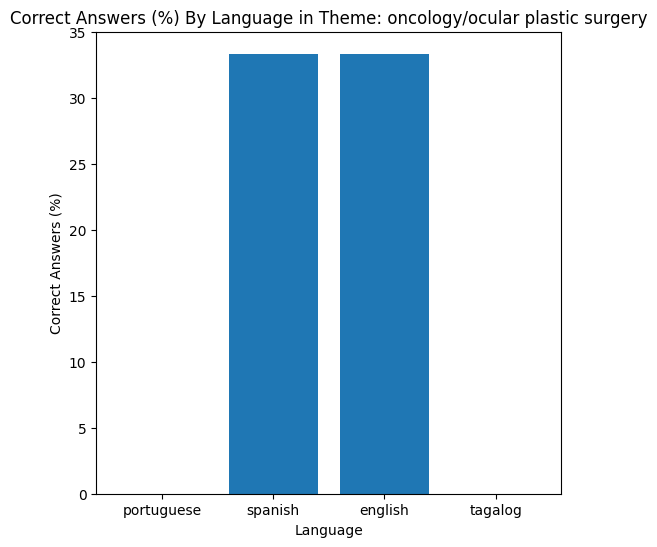 Correct Answers (%) By Language in Theme: oncology/ocular plastic surgery
35
30
25
20
15
10
5
0
Correct Answers (%)
portuguese spanish english tagalog
Language